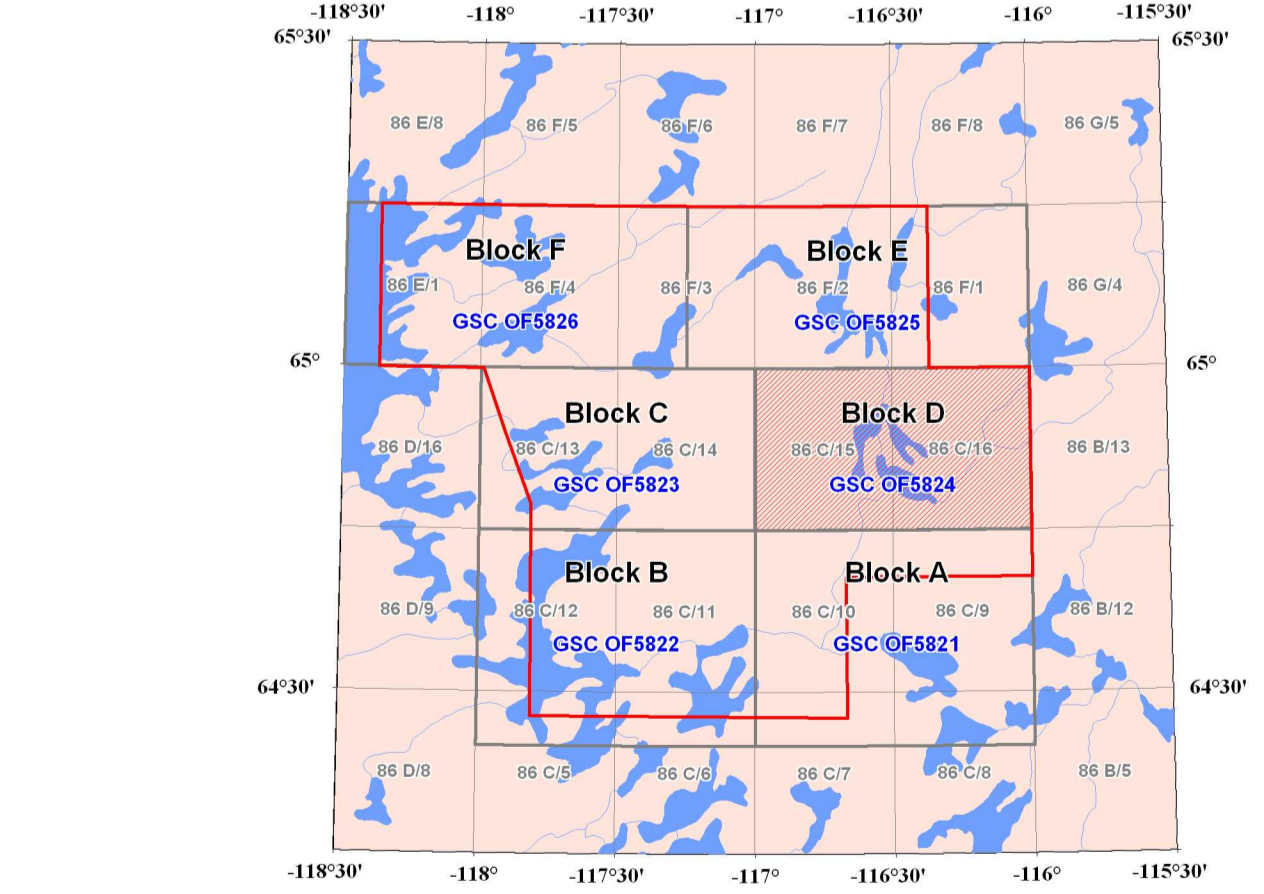 -118°30' -118° -117°30' -117° -116°30' -116° -115°30'
65°30' 65°30'
86 E/8 86 F/5 86 F/6 86 F/7 86 F/8 86 G/5
Block F Block E
86 E/1 86 F/4 86 F/3 86 F/2 86 F/1 86 G/4
GSC OF5826 GSC OF5825
65° 65°
Block C Block D
86 D/16 86 C/13 86 C/14 86 C/15 86 C/16 86 B/13
GSC OF5823 GSC OF5824
Block B Block A
86 D/9 86 C/12 86 C/11 86 C/10 86 C/9 86 B/12
GSC OF5822 GSC OF5821
64°30' 64°30'
86 D/8 86 C/5 86 C/6 86 C/7 86 C/8 86 B/5
-118°30' -118° -117°30' -117° -116°30' -116° -115°30'